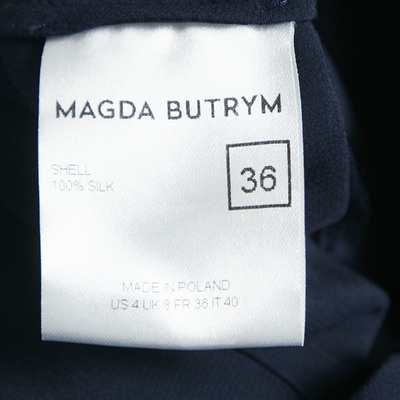 MAGDA BUTRYM
SHELL
100% SILK
36
MADE IN POLAND
US 4 UK 8 FR 36 IT 40